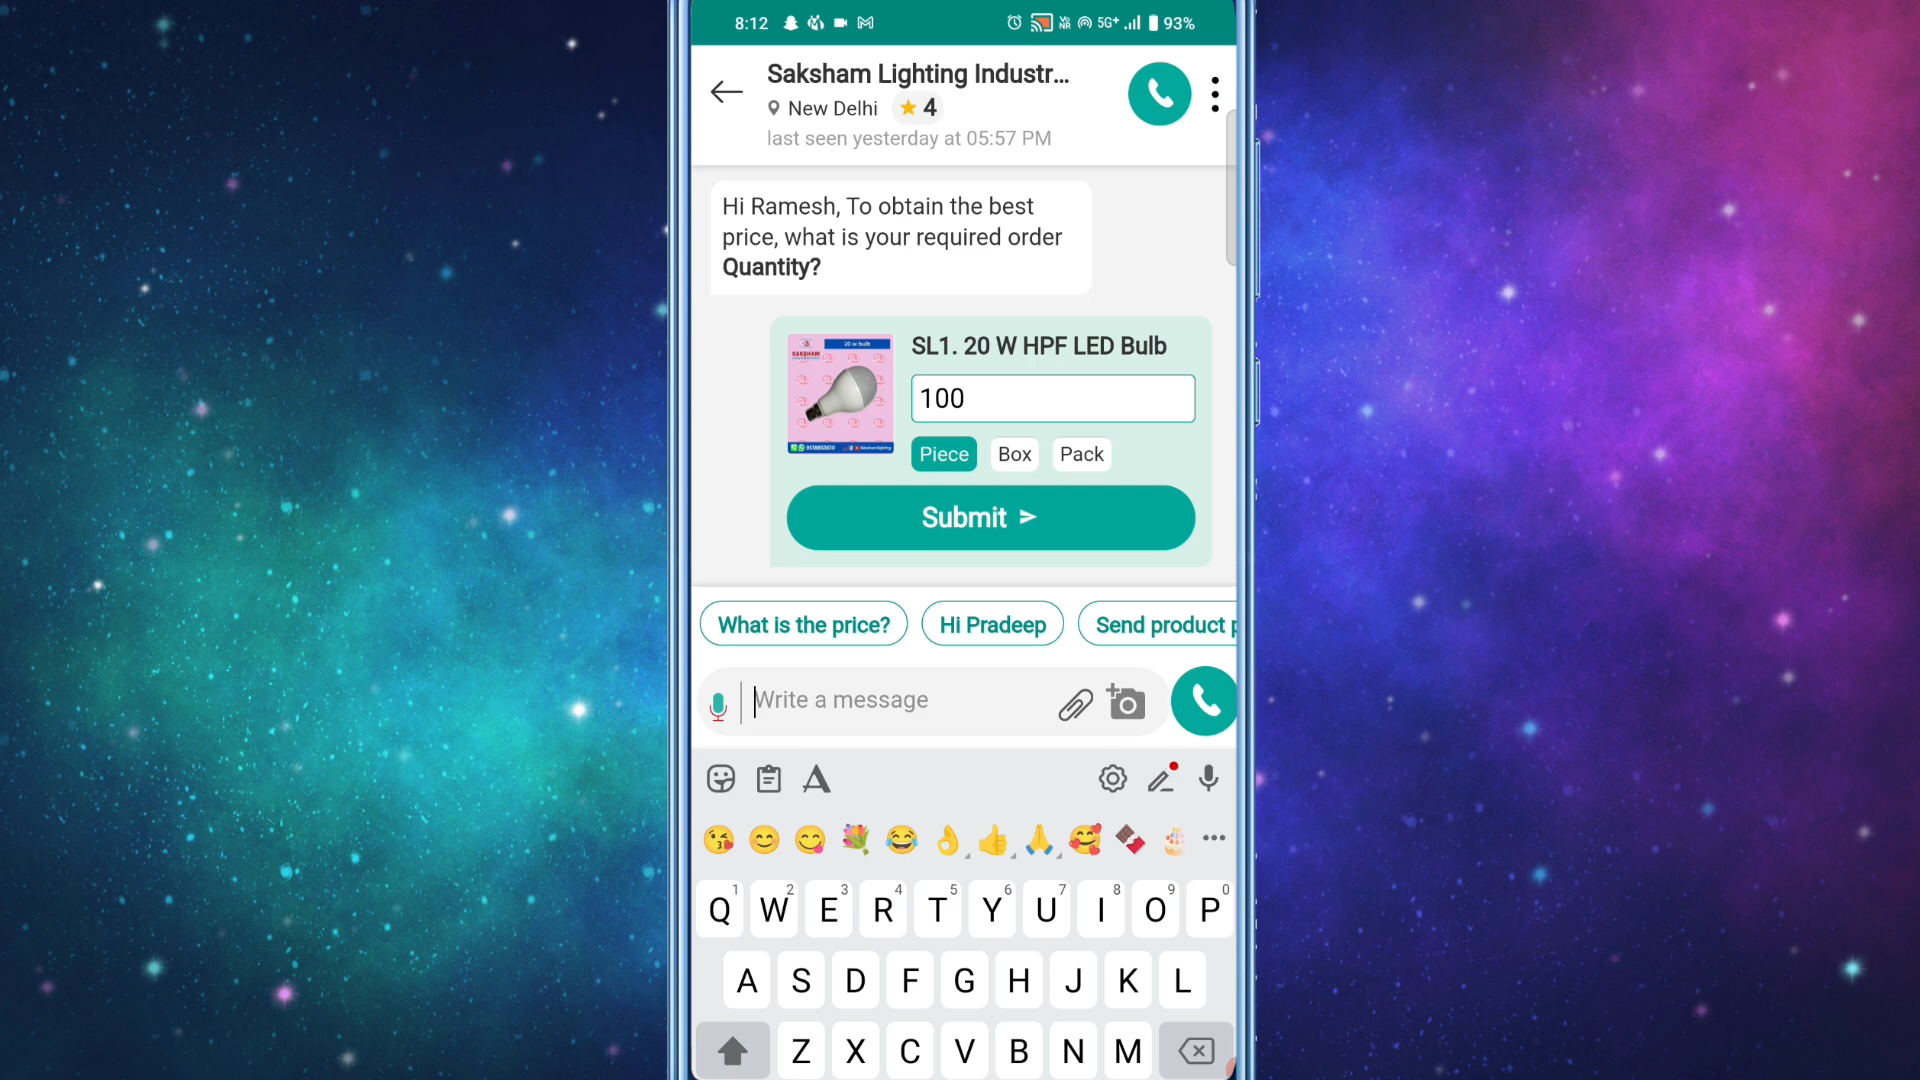 8:12 5G+ 93%
Saksham Lighting Industr...
New Delhi 4
last seen yesterday at 05:57 PM
Hi Ramesh, To obtain the best
price, what is your required order
Quantity?
SL1. 20 W HPF LED Bulb
20 w bulb
SAKSHAM
100
Piece Box Pack
Submit
What is the price? Hi Pradeep Send product p
Write a message
1 2 3 4 5 6 7 8 9 0
Q W E R T Y U I O P
A S D F G H J K L
Z X C V B N M